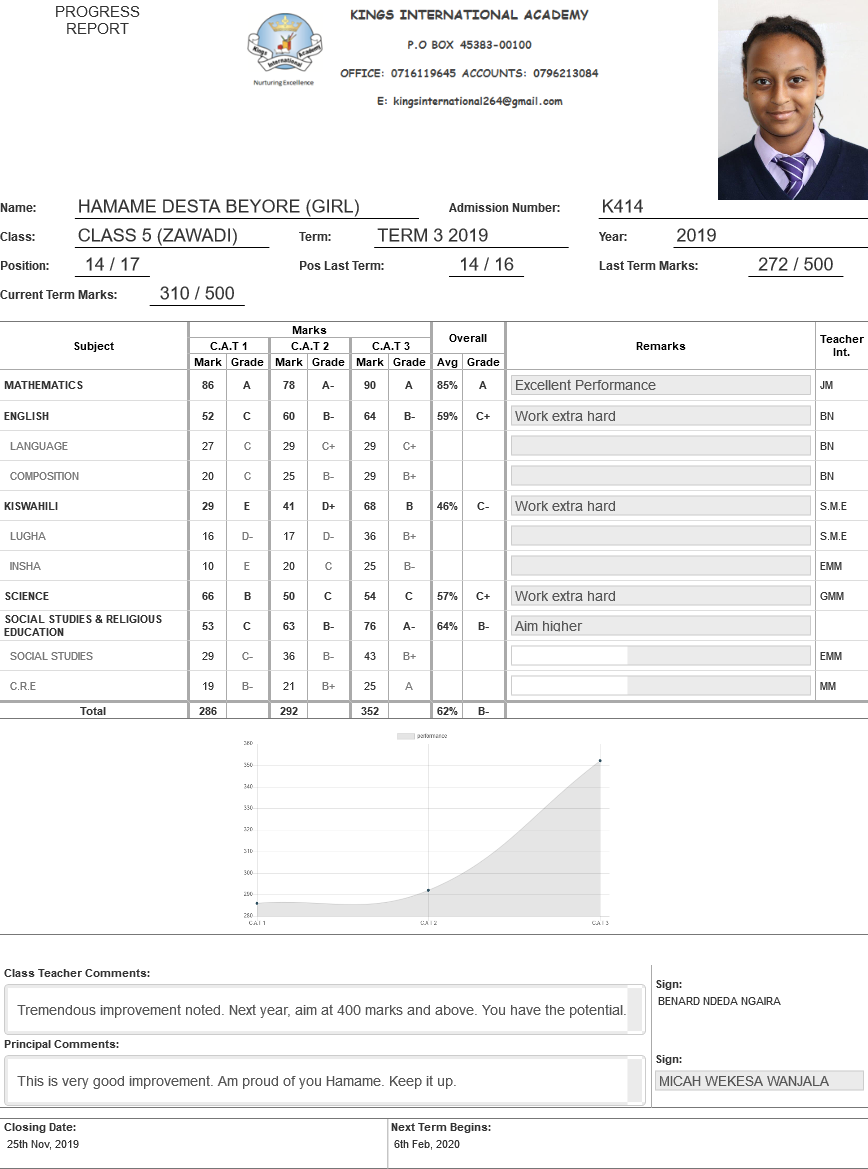 PROGRESS
REPORT
KINGS INTERNATIONAL ACADEMY
P.O BOX 45383-00100
OFFICE: 0716119645 ACCOUNTS: 0796213084
E: kingsinternational264@gmail.com
Kings International Academy
Nurturing Excellence
Name: HAMAME DESTA BEYORE (GIRL) Admission Number: K414
Class: CLASS 5 (ZAWADI) Term: TERM 3 2019 Year: 2019
Position: 14 / 17 Pos Last Term: 14 / 16 Last Term Marks: 272 / 500
Current Term Marks: 310 / 500
Subject Marks Overall Remarks Teacher Int.
C.A.T 1 C.A.T 2 C.A.T 3
Mark Grade Mark Grade Mark Grade Avg Grade
MATHEMATICS 86 A 78 A- 90 A 85% A Excellent Performance JM
ENGLISH 52 C 60 B- 64 B- 59% C+ Work extra hard BN
LANGUAGE 27 C 29 C+ 29 C+ BN
COMPOSITION 20 C 25 B- 29 B+ BN
KISWAHILI 29 E 41 D+ 68 B 46% C- Work extra hard S.M.E
LUGHA 16 D- 17 D- 36 B+ S.M.E
INSHA 10 E 20 C 25 B- EMM
SCIENCE 66 B 50 C 54 C 57% C+ Work extra hard GMM
SOCIAL STUDIES & RELIGIOUS
EDUCATION 53 C 63 B- 76 A- 64% B- Aim higher
SOCIAL STUDIES 29 C- 36 B- 43 B+ EMM
C.R.E 19 B- 21 B+ 25 A MM
Total 286 292 352 62% B-
performance
360
350
340
330
320
310
300
290
280
C.A.T 1 C.A.T 2 C.A.T 3
Class Teacher Comments:
Tremendous improvement noted. Next year, aim at 400 marks and above. You have the potential.
Sign:
BENARD NDEDA NGAIRA
Principal Comments:
This is very good improvement. Am proud of you Hamame. Keep it up.
Sign:
MICAH WEKESA WANJALA
Closing Date:
25th Nov, 2019
Next Term Begins:
6th Feb, 2020